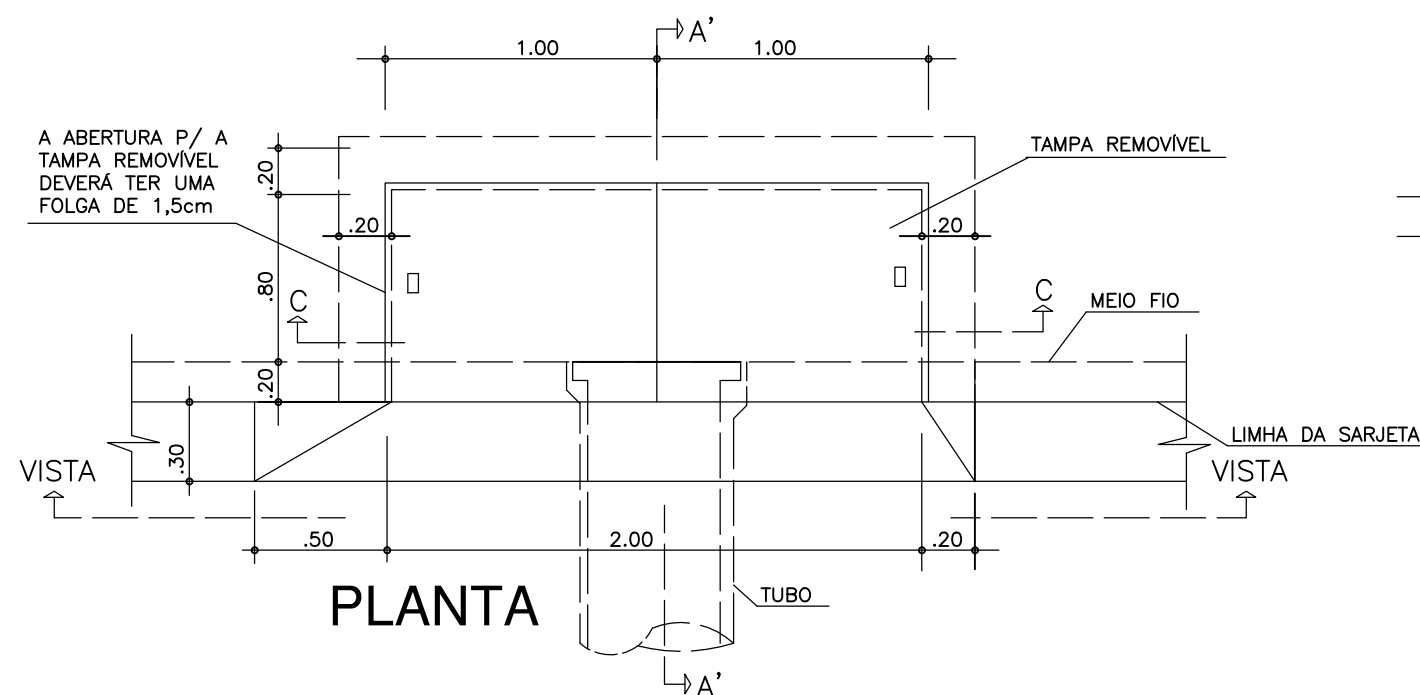 A'
1.00
1.00
A ABERTURA P/ A
TAMPA REMOVÍVEL
DEVERÁ TER UMA
FOLGA DE 1,5cm
TAMPA REMOVÍVEL
.20
.20
.20
.80
C
C
MEIO FIO
.20
.30
LIMHA DA SARJETA
VISTA
VISTA
.50
2.00
.20
PLANTA
TUBO
A'